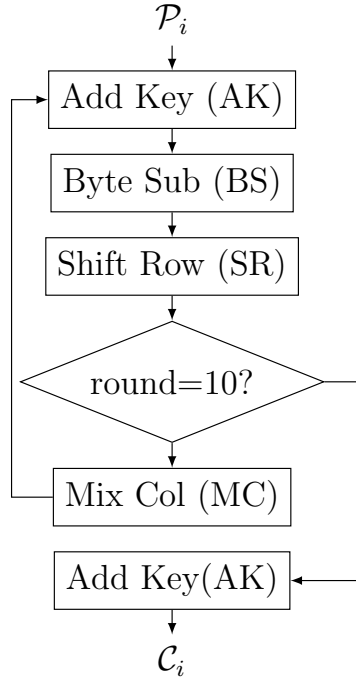 𝒫ᵢ
Add Key (AK)
Byte Sub (BS)
Shift Row (SR)
round=10?
Mix Col (MC)
Add Key(AK)
𝒞ᵢ